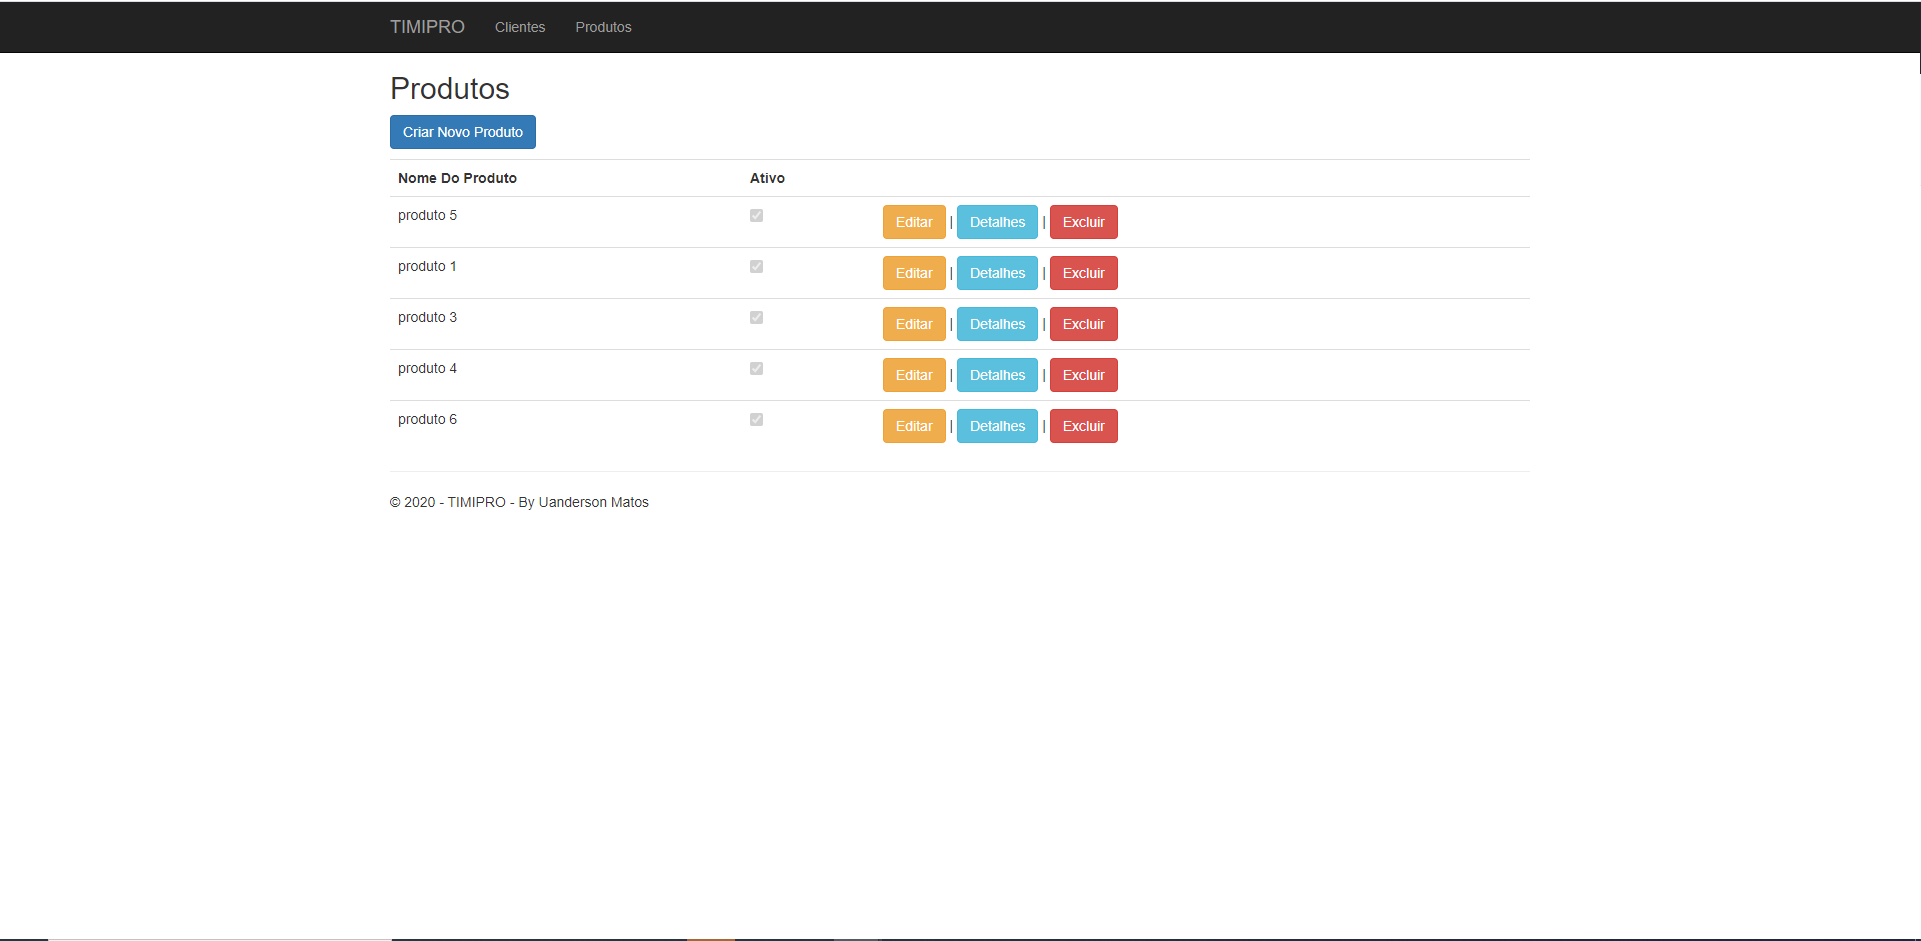 TIMIPRO Clientes Produtos
Produtos
Criar Novo Produto
Nome Do Produto Ativo
produto 5 Editar | Detalhes | Excluir
produto 1 Editar | Detalhes | Excluir
produto 3 Editar | Detalhes | Excluir
produto 4 Editar | Detalhes | Excluir
produto 6 Editar | Detalhes | Excluir
© 2020 - TIMIPRO - By Uanderson Matos